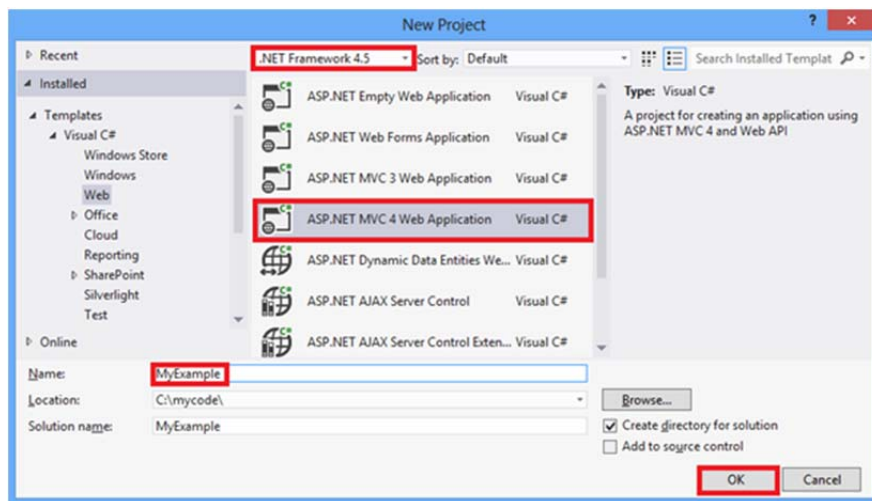 New Project
? ×
Recent
.NET Framework 4.5 Sort by: Default
Search Installed Templat
Installed
Templates
Visual C#
Windows Store
Windows
Web
Office
Cloud
Reporting
SharePoint
Silverlight
Test
Online
ASP.NET Empty Web Application Visual C#
ASP.NET Web Forms Application Visual C#
ASP.NET MVC 3 Web Application Visual C#
ASP.NET MVC 4 Web Application Visual C#
ASP.NET Dynamic Data Entities We... Visual C#
ASP.NET AJAX Server Control Visual C#
ASP.NET AJAX Server Control Exten... Visual C#
Type: Visual C#
A project for creating an application using
ASP.NET MVC 4 and Web API
Name: MyExample
Location: C:\mycode\
Browse...
Solution name: MyExample
Create directory for solution
Add to source control
OK Cancel